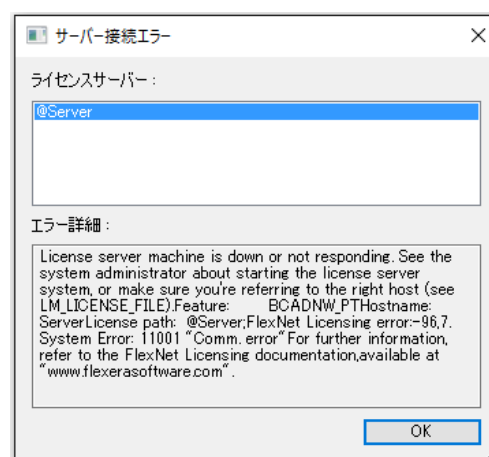 サーバー接続エラー
ライセンスサーバー：
@Server
エラー詳細：
License server machine is down or not responding. See the
system administrator about starting the license server
system, or make sure you're referring to the right host (see
LM_LICENSE_FILE).Feature: BCADNW_PTHostname:
ServerLicense path: @Server;FlexNet Licensing error:-96,7.
System Error: 11001 "Comm. error"For further information,
refer to the FlexNet Licensing documentation,available at
"www.flexerasoftware.com".
OK